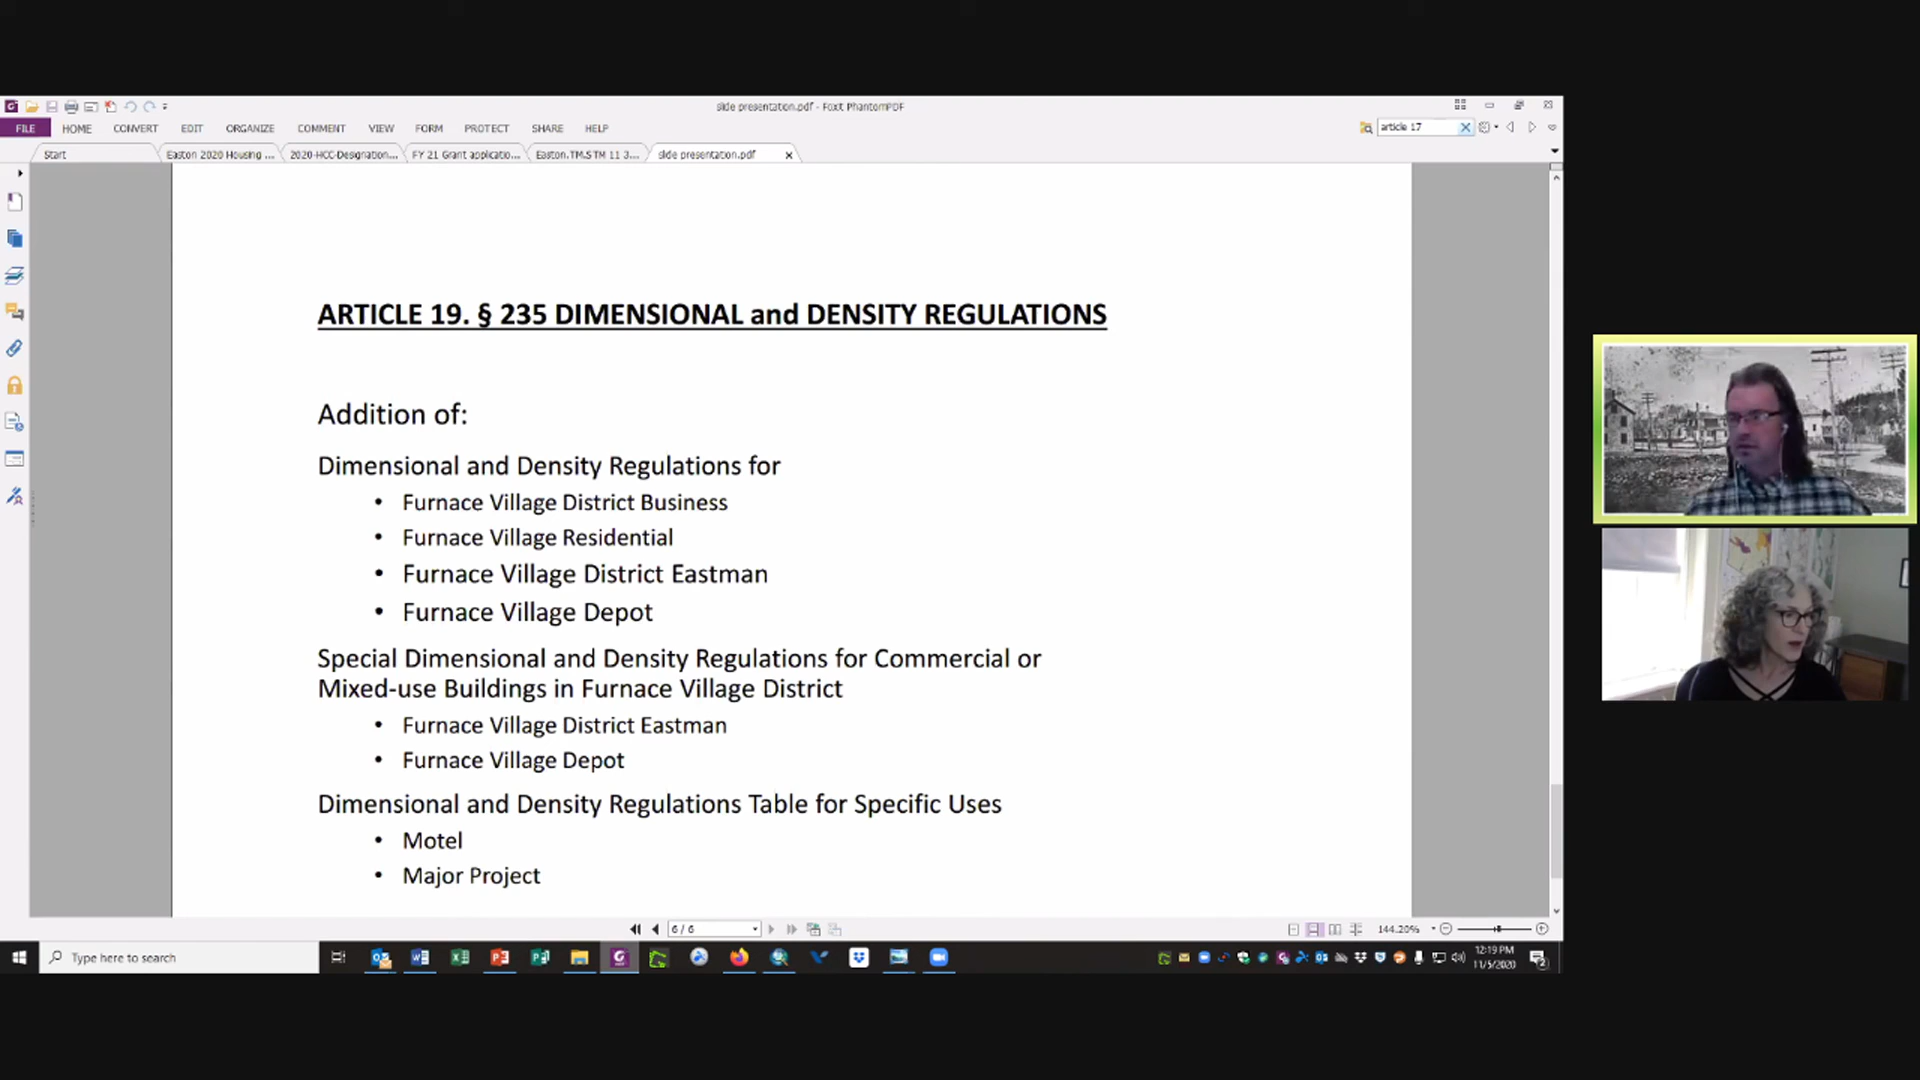 slide presentation.pdf - Foxit PhantomPDF
FILE HOME CONVERT EDIT ORGANIZE COMMENT VIEW FORM PROTECT SHARE HELP
article 17
Start
Easton 2020 Housing ...
2020-HCC-Designation...
FY 21 Grant applicatio...
Easton.TM.STM 11 3...
slide presentation.pdf
ARTICLE 19. § 235 DIMENSIONAL and DENSITY REGULATIONS
Addition of:
Dimensional and Density Regulations for
• Furnace Village District Business
• Furnace Village Residential
• Furnace Village District Eastman
• Furnace Village Depot
Special Dimensional and Density Regulations for Commercial or
Mixed-use Buildings in Furnace Village District
• Furnace Village District Eastman
• Furnace Village Depot
Dimensional and Density Regulations Table for Specific Uses
• Motel
• Major Project
6 / 6
144.20%
Type here to search
12:19 PM
11/5/2020